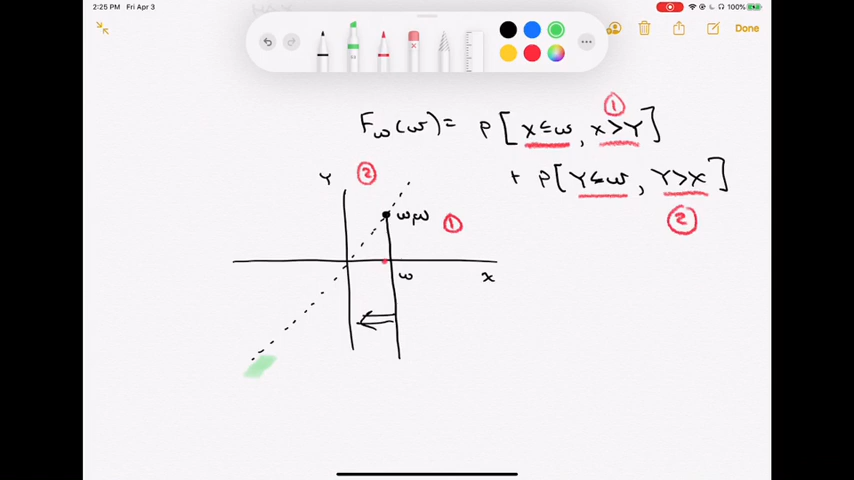 2:25 PM Fri Apr 3
100%
Done
F_w(w) = P[X≤w, X>Y]
①
+ P[Y≤w, Y>X]
②
Y
②
w,w
①
w
x